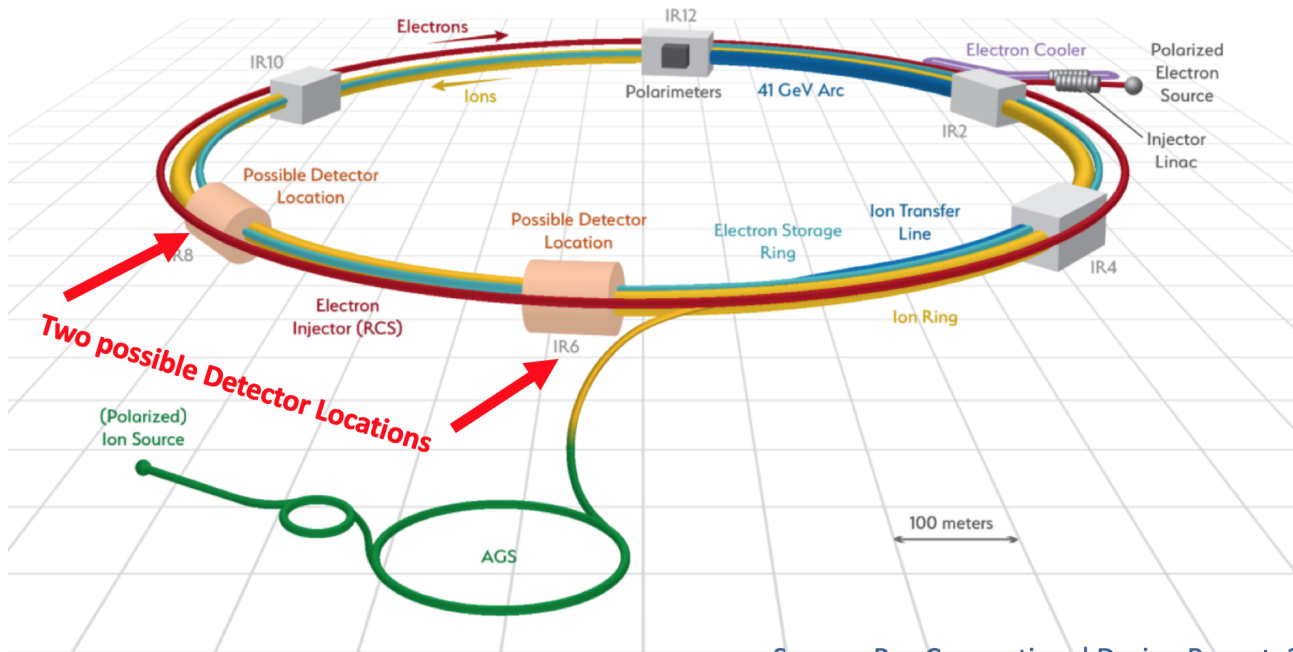 IR12
Electrons
IR10
Ions
Polarimeters
41 GeV Arc
Electron Cooler
Polarized
Electron
Source
IR2
Injector
Linac
Possible Detector
Location
Possible Detector
Location
Electron Storage
Ring
Ion Transfer
Line
IR4
R8
Electron
Injector (RCS)
Ion Ring
IR6
Two possible Detector Locations
(Polarized)
Ion Source
100 meters
AGS